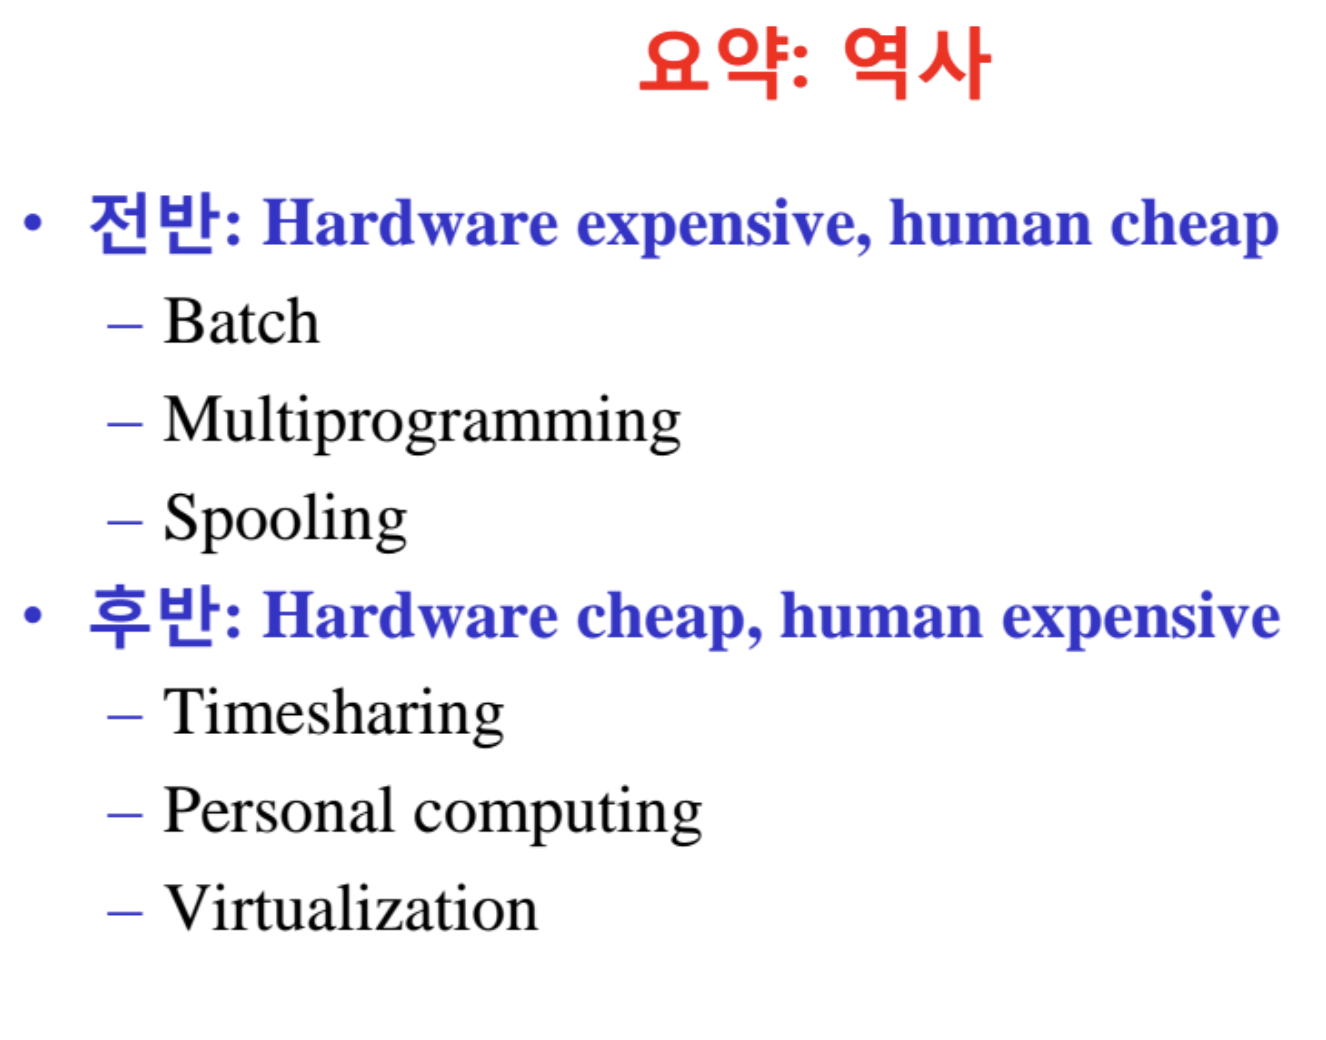 요약: 역사
• 전반: Hardware expensive, human cheap
– Batch
– Multiprogramming
– Spooling
• 후반: Hardware cheap, human expensive
– Timesharing
– Personal computing
– Virtualization